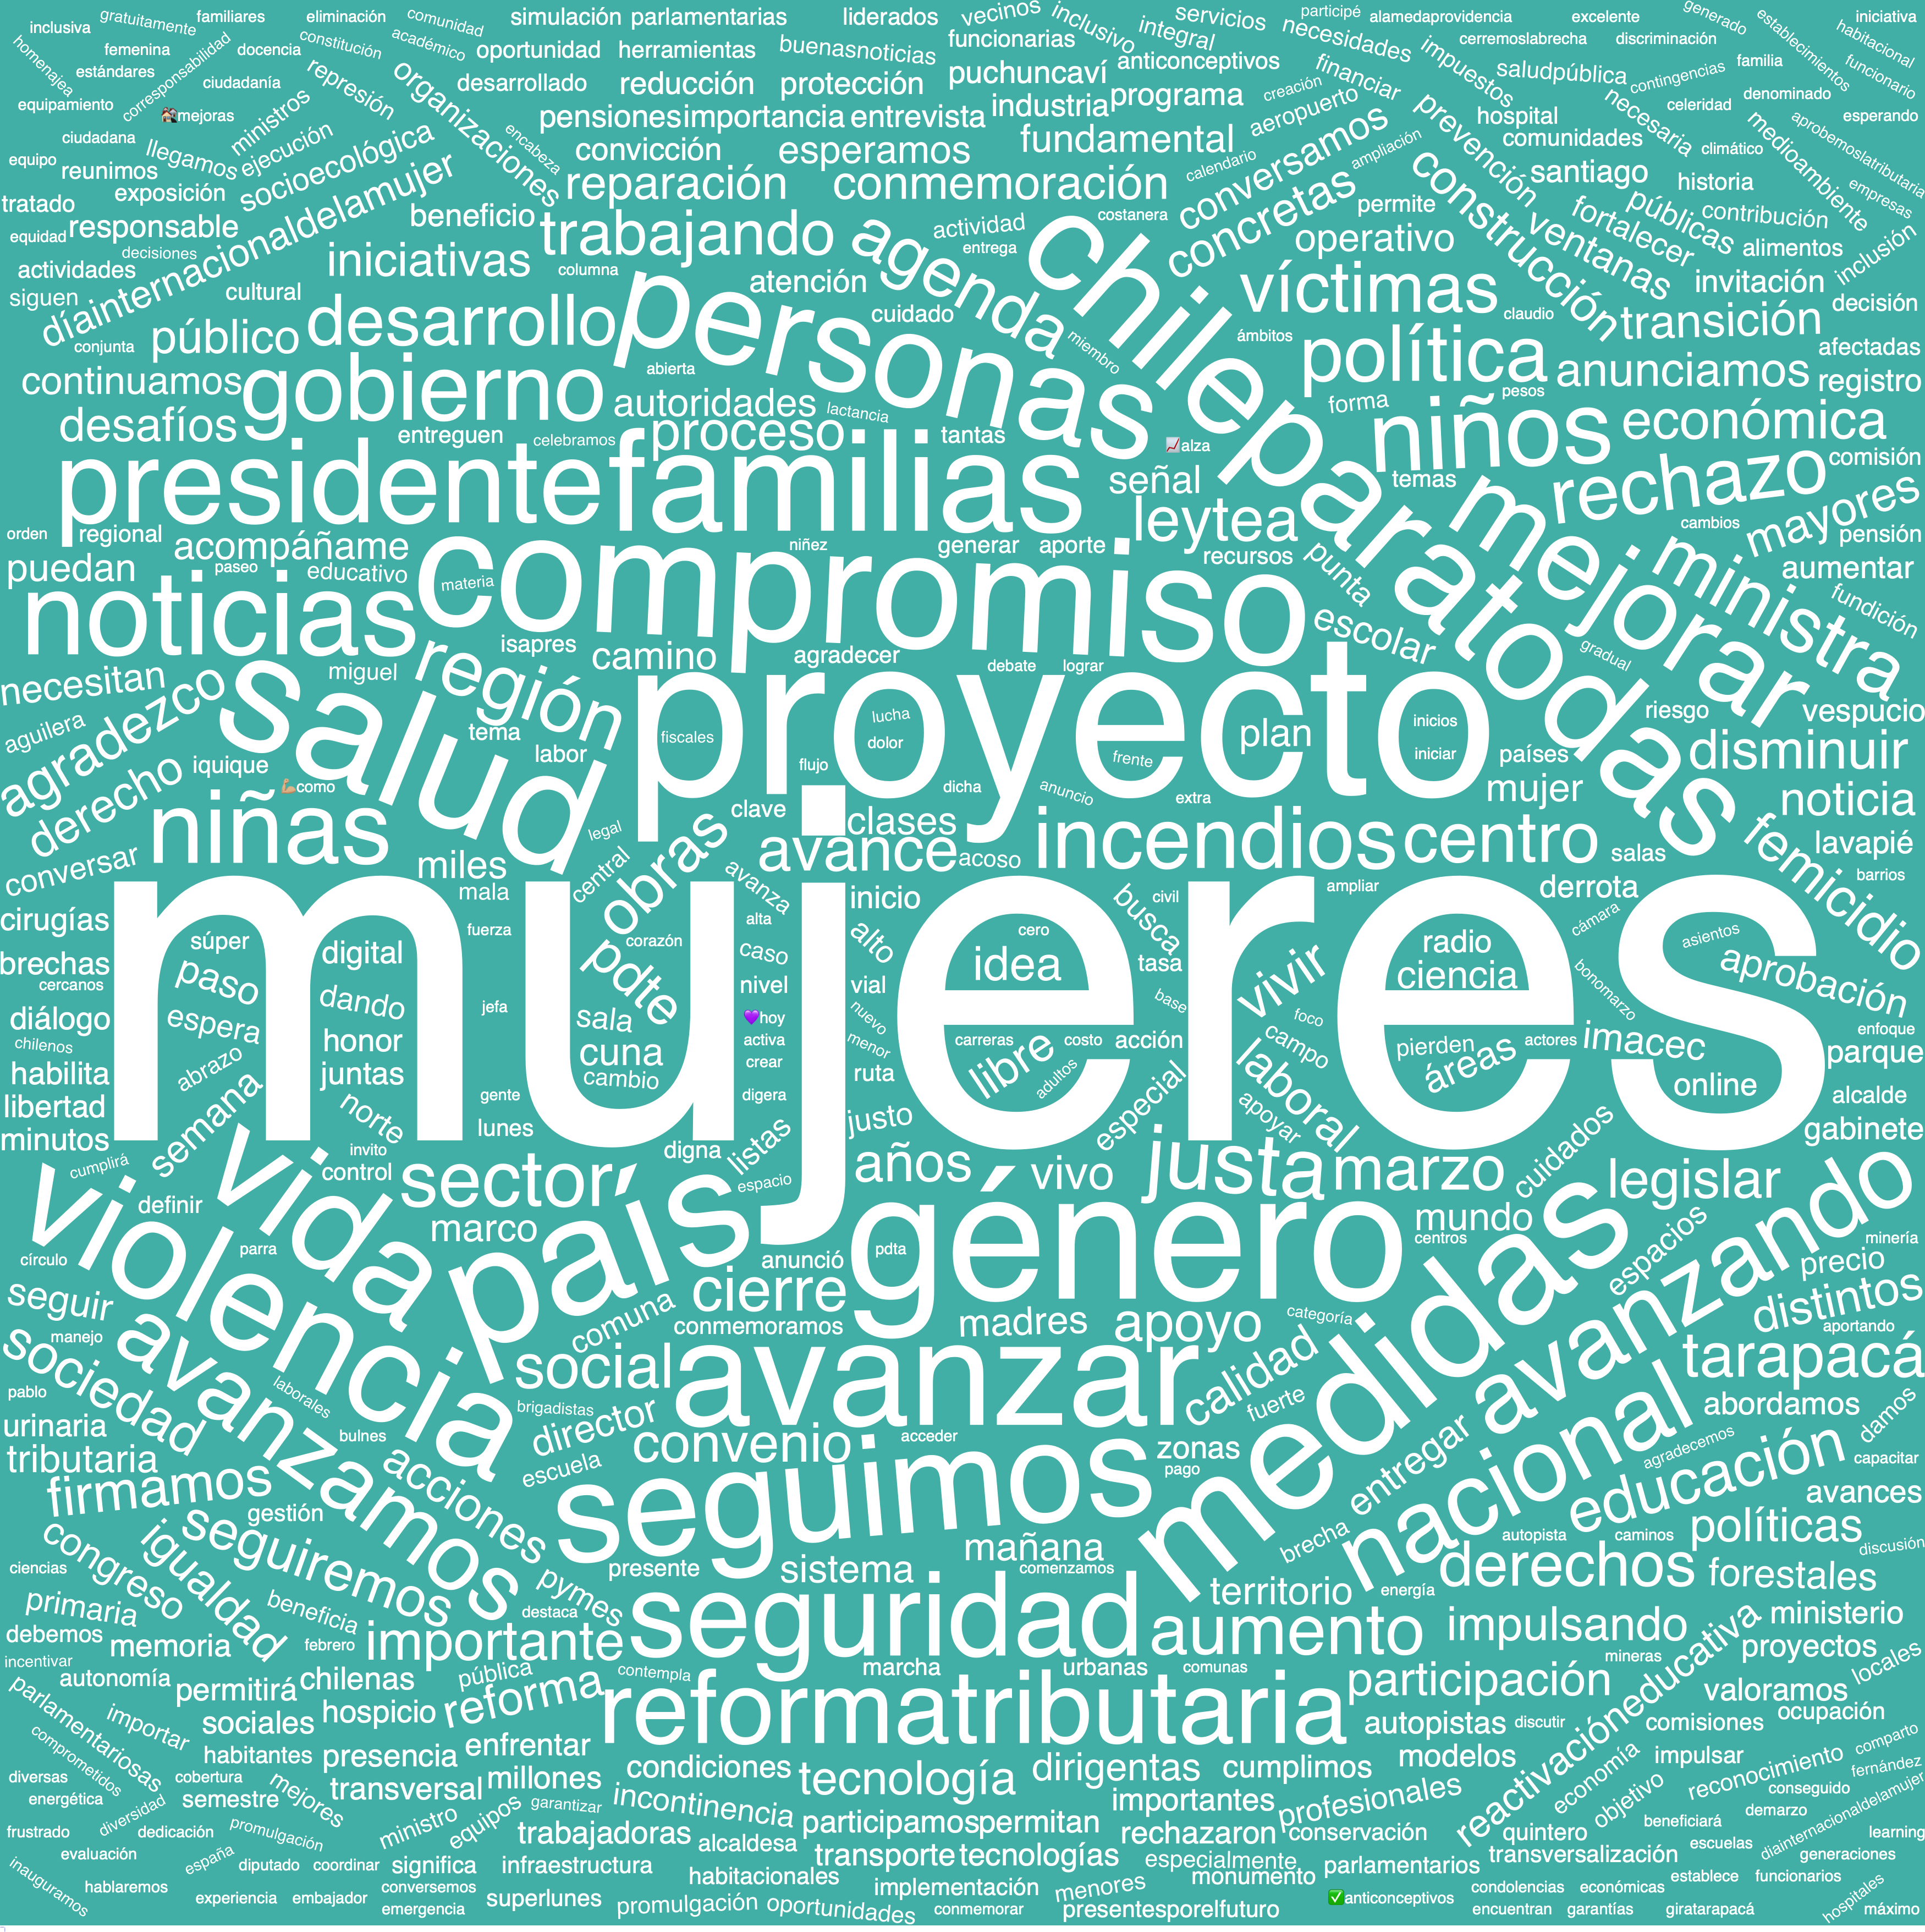 inclusiva
gratuitamente
familiares
eliminación
comunidad
simulación
parlamentarias
liderados
vecinos
inclusivo
servicios
participé
alamedaprovidencia
excelente
generado
establecimientos
iniciativa
homenajea
femenina
corresponsabilidad
docencia
constitución
académico
oportunidad
herramientas
buenasnoticias
funcionarias
integral
necesidades
cerremoslabrecha
discriminación
habitacional
estándares
ciudadanía
represión
organizaciones
desarrollado
reducción
protección
puchuncaví
anticonceptivos
financiar
impuestos
saludpública
contingencias
familia
funcionario
equipamiento
🏠mejoras
ministros
pensiones
importancia
entrevista
industria
programa
creación
aeropuerto
prevención
hospital
necesaria
celeridad
denominado
esperando
ciudadana
llegamos
ejecución
socioecológica
encabeza
convicción
esperamos
fundamental
calendario
ampliación
conversamos
comunidades
climático
medioambiente
aprobemoslatributaria
equipo
reunimos
exposición
díainternacionaldelamujer
reparación
conmemoración
concretas
construcción
santiago
historia
empresas
tratado
responsable
beneficio
trabajando
agenda
actividad
costanera
permite
ventanas
fortalecer
públicas
contribución
equidad
decisiones
iniciativas
columna
entrega
chile
operativo
alimentos
inclusión
actividades
siguen
cultural
personas
atención
víctimas
invitación
decisión
conjunta
público
desarrollo
cuidado
miembro
ámbitos
claudio
transición
continuamos
gobierno
abierta
política
anunciamos
afectadas
registro
desafíos
autoridades
lactancia
forma
pesos
niños
económica
entreguen
celebramos
proceso
tantas
📈alza
paratodas
mejorar
presidente
familias
señal
temas
rechazo
comisión
orden
regional
acompáñame
niñez
generar
aporte
leytea
recursos
punta
ministra
cambios
mayores
pensión
puedan
paseo
educativo
materia
compromiso
escolar
aumentar
noticias
isapres
camino
agradecer
debate
lograr
gradual
fundición
necesitan
salud
miguel
región
proyecto
lucha
inicios
riesgo
vespucio
aguilera
agradezco
tema
fiscales
dolor
plan
iniciar
países
disminuir
derecho
iquique
labor
flujo
frente
💪como
dicha
anuncio
extra
mujer
noticia
niñas
legal
obras
clave
clases
avance
acoso
incendios
centro
salas
femicidio
lavapié
conversar
miles
mala
central
avanza
inicio
busca
civil
ampliar
derrota
barrios
cirugías
mujeres
súper
digital
fuerza
pdte
corazón
alta
caso
alto
cero
idea
tasa
vivir
radio
ciencia
cámara
asientos
aprobación
brechas
cercanos
paso
dando
jefa
nivel
vial
base
bonomarzo
diálogo
espera
honor
sala
💜hoy
nuevo
foco
enfoque
chilenos
abrazo
cuna
activa
menor
carreras
libre
costo
acción
campo
pierden
áreas
actores
imacec
parque
habilita
juntas
cambio
crear
ruta
adultos
online
libertad
semana
norte
gente
digera
justo
especial
laboral
apoyar
alcalde
minutos
invito
lunes
digna
listas
cuidados
gabinete
cumplirá
vida
control
sector
espacio
años
vivo
justa
marzo
legislar
definir
marco
país
género
mundo
medidas
avanzando
violencia
círculo
parra
anunció
pdta
centros
espacios
minería
seguir
cierre
precio
comuna
conmemoramos
madres
apoyo
categoría
distintos
manejo
sociedad
avanzamos
social
avanzar
calidad
aportando
tarapacá
pablo
laborales
brigadistas
fuerte
nacional
abordamos
urinaria
bulnes
director
convenio
acceder
zonas
entregar
agradecemos
damos
tributaria
acciones
escuela
seguimos
pago
educación
capacitar
firmamos
gestión
mañana
brecha
autopista
caminos
avances
congreso
igualdad
seguiremos
pymes
presente
sistema
comenzamos
políticas
discusión
ciencias
territorio
energía
derechos
forestales
primaria
beneficia
destaca
seguridad
aumento
impulsando
ministerio
debemos
memoria
febrero
importante
proyectos
incentivar
autonomía
permitirá
chilenas
pública
contempla
marcha
urbanas
comunas
participación
mineras
locales
parlamentariosas
importar
sociales
hospicio
reforma
reformatributaria
autopistas
discutir
reactivacióneducativa
valoramos
comisiones
ocupación
comprometidos
habitantes
presencia
enfrentar
modelos
impulsar
comparto
diversas
cobertura
mejores
transversal
millones
condiciones
tecnología
dirigentas
cumplimos
economía
reconocimiento
fernández
energética
semestre
garantizar
incontinencia
importantes
profesionales
objetivo
conseguido
diversidad
ministro
equipos
participamos
permitan
beneficiará
demarzo
diainternacionaldelamujer
frustrado
dedicación
promulgación
trabajadoras
alcaldesa
rechazaron
conservación
quintero
escuelas
learning
evaluación
españa
diputado
coordinar
significa
infraestructura
transporte
tecnologías
especialmente
parlamentarios
transversalización
generaciones
inauguramos
hablaremos
conversemos
habitacionales
implementación
menores
monumento
condolencias
económicas
establece
funcionarios
experiencia
embajador
emergencia
superlunes
promulgación
oportunidades
conmemorar
presentesporelfuturo
✅anticonceptivos
encuentran
garantías
giratarapacá
hospitales
máximo